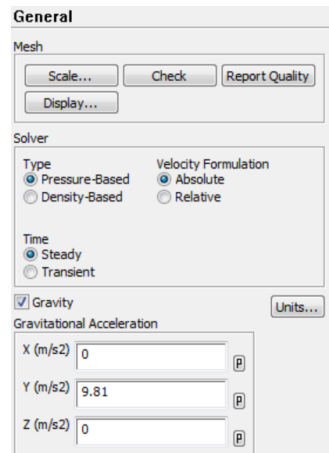 General
Mesh
Scale... Check Report Quality
Display...
Solver
Type Velocity Formulation
Pressure-Based Absolute
Density-Based Relative
Time
Steady
Transient
Gravity Units...
Gravitational Acceleration
X (m/s2) 0 P
Y (m/s2) 9.81 P
Z (m/s2) 0 P